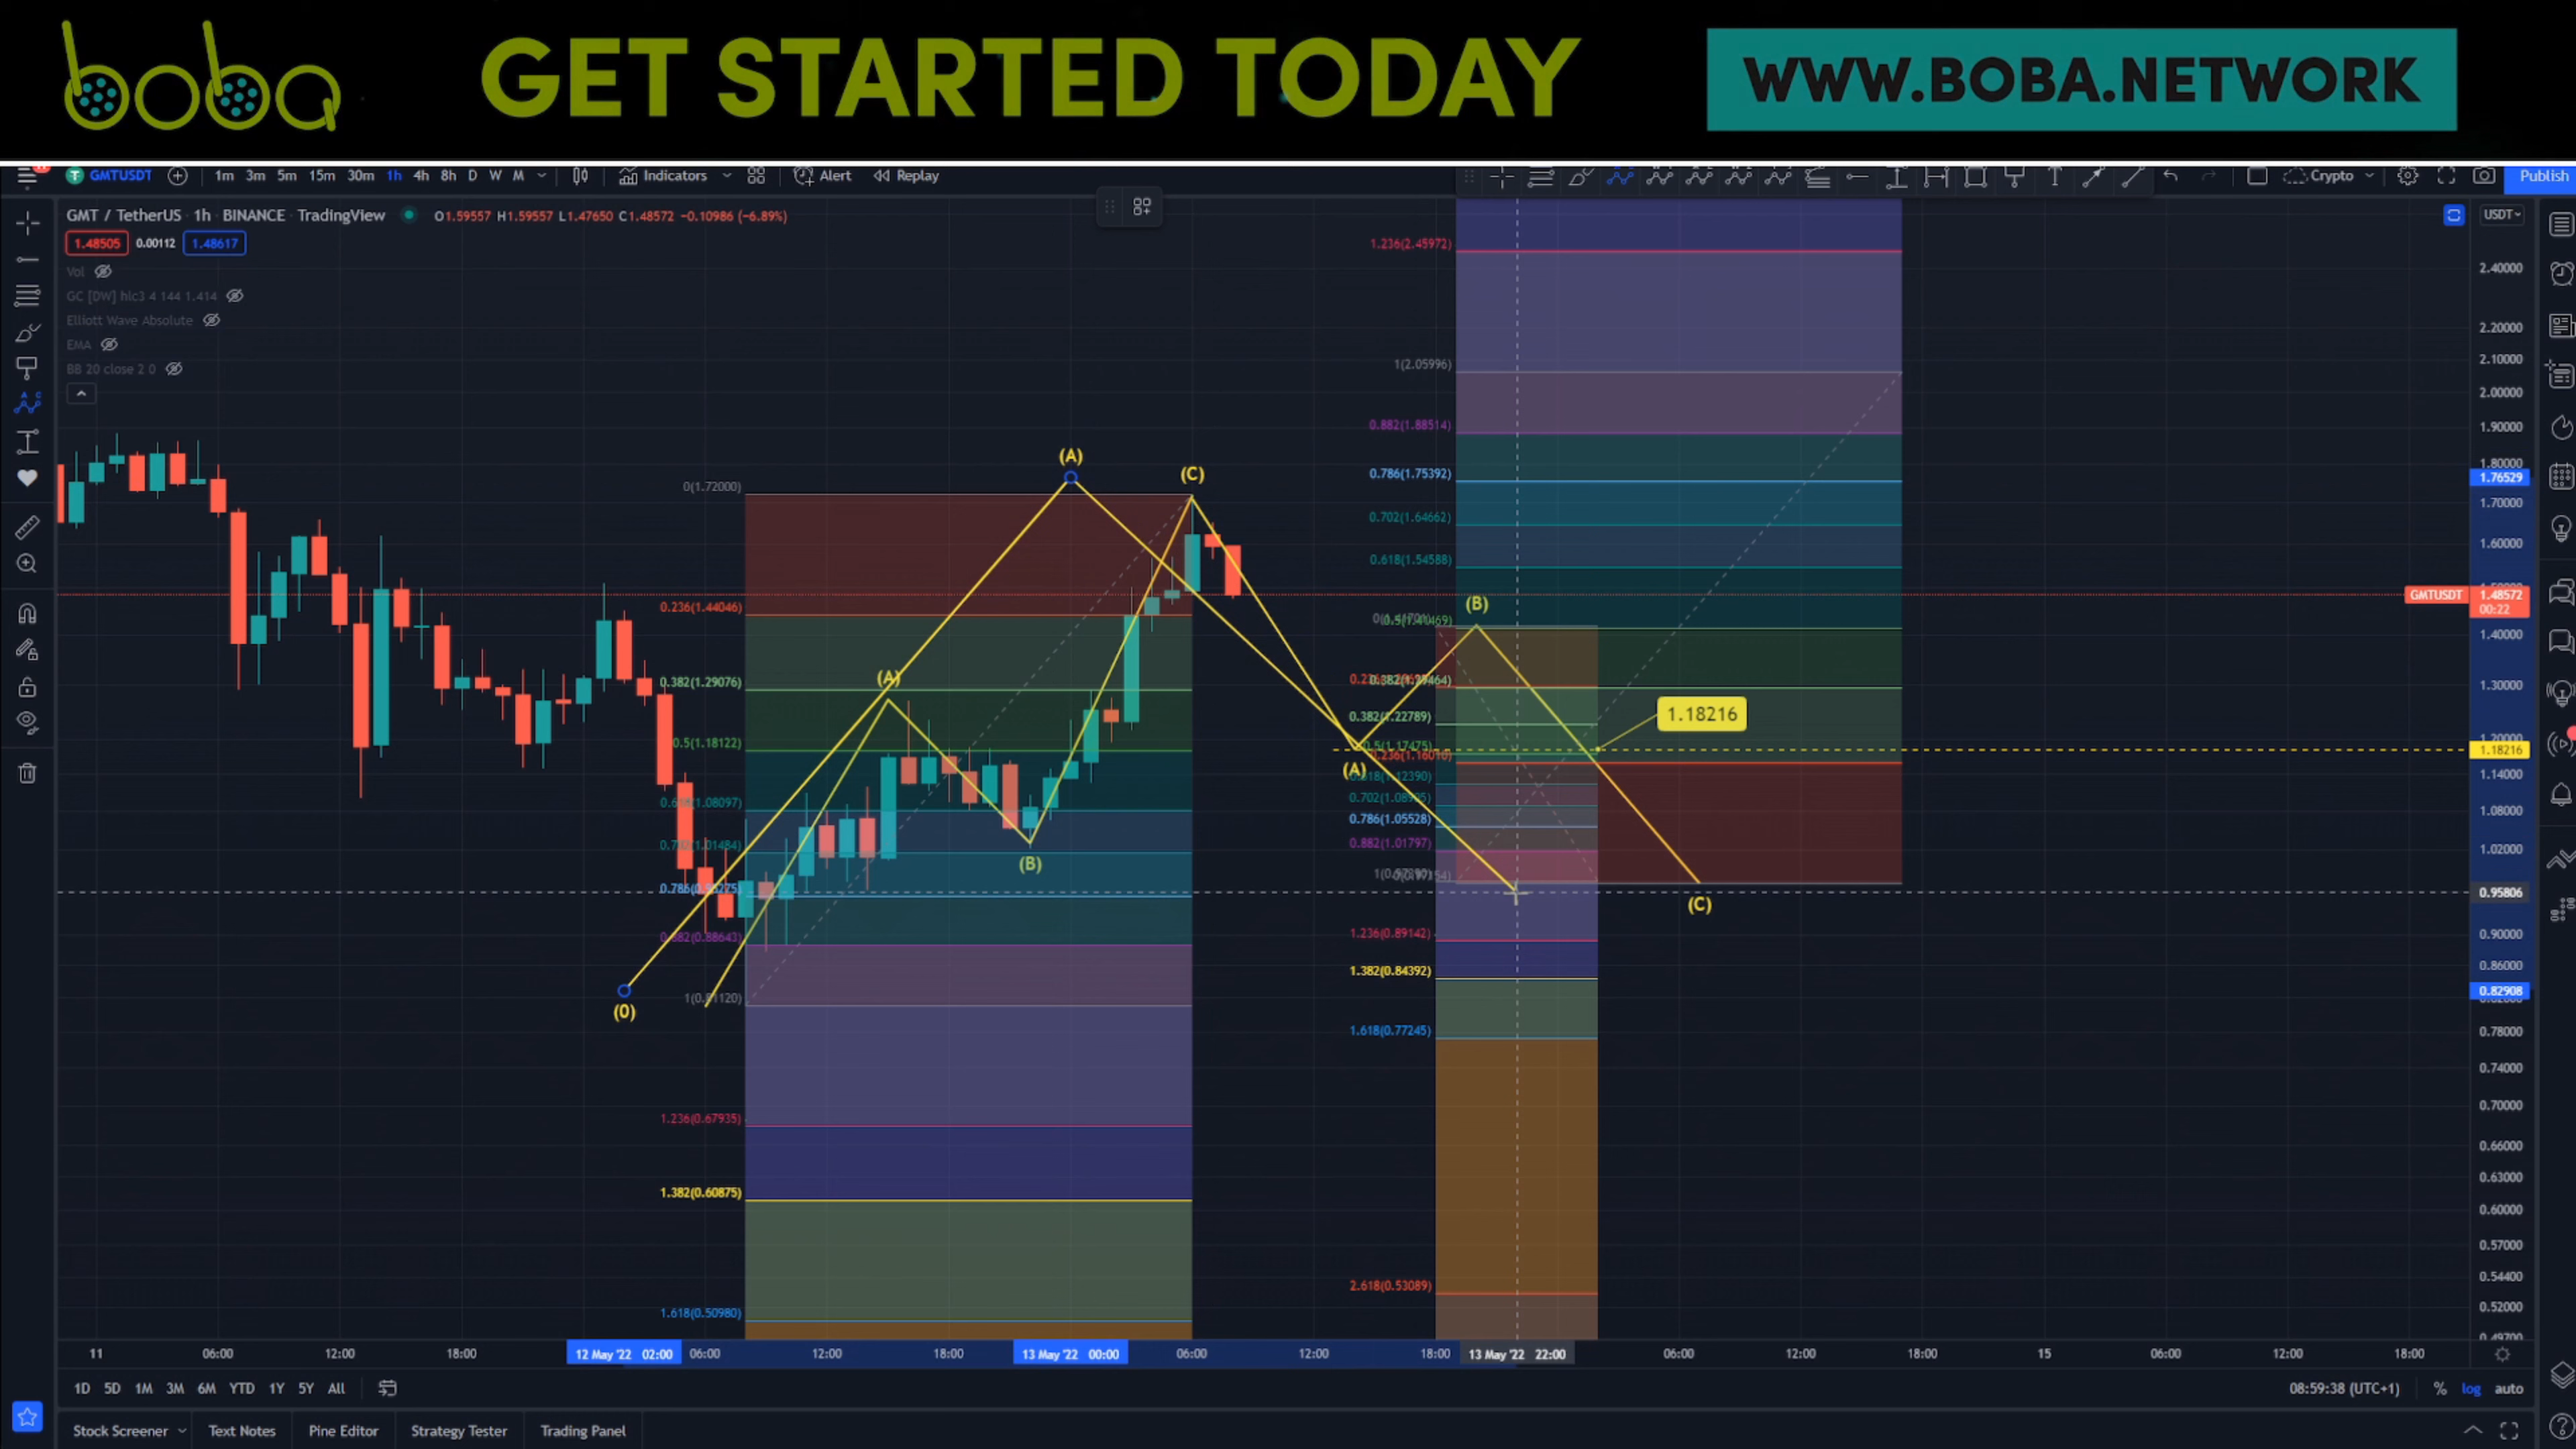 boba GET STARTED TODAY WWW.BOBA.NETWORK
GMTUSDT 1m 3m 5m 15m 30m 1h 4h 8h D W M Indicators Alert Replay Crypto Publish
GMT / TetherUS · 1h · BINANCE · TradingView O1.59557 H1.59557 L1.47650 C1.48572 -0.10986 (-6.89%)
USDT
1.48505 0.00112 1.48617
Vol
GC [DW] hlc3 4 144 1.414
Elliott Wave Absolute
EMA
BB 20 close 2 0
1.236(2.45972)
1(2.05996)
0.882(1.88514)
0.786(1.75392)
0.702(1.64662)
0.618(1.54588)
(A)
(C)
0(1.72000)
0.236(1.44046)
0.382(1.29076)
0.5(1.18122)
(A)
(B)
1.236(0.67935)
1.382(0.60875)
1.618(0.50980)
(0)
(B)
(A)
(C)
0.382(1.22789)
0.786(1.05528)
0.882(1.01797)
1.236(0.89142)
1.382(0.84392)
1.618(0.77245)
2.618(0.53089)
1.18216
2.40000
2.20000
2.10000
2.00000
1.90000
1.80000
1.76529
1.70000
1.60000
GMTUSDT 1.48572
00:22
1.40000
1.30000
1.18216
1.14000
1.08000
1.02000
0.95806
0.90000
0.86000
0.82908
0.78000
0.74000
0.70000
0.66000
0.63000
0.60000
0.57000
0.54400
0.52000
11 06:00 12:00 18:00 12 May '22 02:00 06:00 12:00 18:00 13 May '22 00:00 06:00 12:00 18:00 13 May '22 22:00 06:00 12:00 18:00 15 06:00 12:00 18:00
1D 5D 1M 3M 6M YTD 1Y 5Y All 08:59:38 (UTC+1) % log auto
Stock Screener Text Notes Pine Editor Strategy Tester Trading Panel